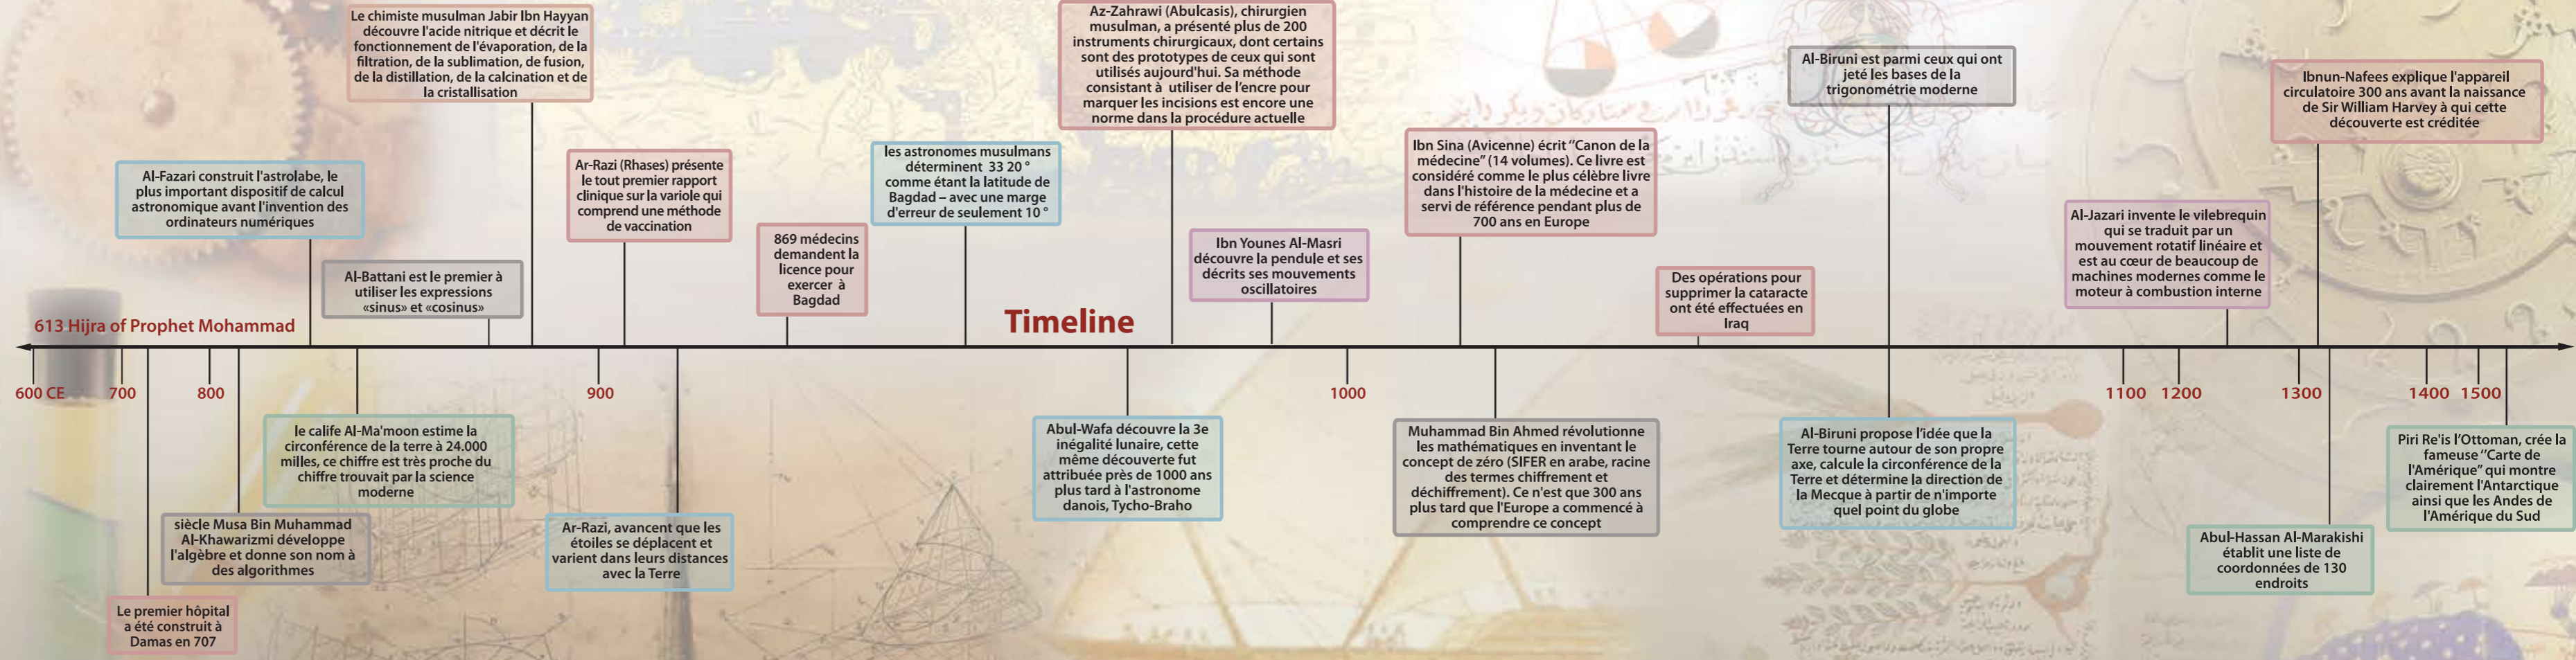 Le chimiste musulman Jabir Ibn Hayyan
découvre l'acide nitrique et décrit le
fonctionnement de l'évaporation, de la
filtration, de la sublimation, de fusion,
de la distillation, de la calcination et de
la cristallisation
Az-Zahrawi (Abulcasis), chirurgien
musulman, a présenté plus de 200
instruments chirurgicaux, dont certains
sont des prototypes de ceux qui sont
utilisés aujourd'hui. Sa méthode
consistant à utiliser de l'encre pour
marquer les incisions est encore une
norme dans la procédure actuelle
Al-Biruni est parmi ceux qui ont
jeté les bases de la
trigonométrie moderne
Ibnun-Nafees explique l'appareil
circulatoire 300 ans avant la naissance
de Sir William Harvey à qui cette
découverte est créditée
Al-Fazari construit l'astrolabe, le
plus important dispositif de calcul
astronomique avant l'invention des
ordinateurs numériques
Ar-Razi (Rhases) présente
le tout premier rapport
clinique sur la variole qui
comprend une méthode
de vaccination
les astronomes musulmans
déterminent 33 20 °
comme étant la latitude de
Bagdad – avec une marge
d'erreur de seulement 10 °
Ibn Sina (Avicenne) écrit “Canon de la
médecine” (14 volumes). Ce livre est
considéré comme le plus célèbre livre
dans l'histoire de la médecine et a
servi de référence pendant plus de
700 ans en Europe
Al-Jazari invente le vilebrequin
qui se traduit par un
mouvement rotatif linéaire et
est au cœur de beaucoup de
machines modernes comme le
moteur à combustion interne
869 médecins
demandent la
licence pour
exercer à
Bagdad
Ibn Younes Al-Masri
découvre la pendule et ses
décrits ses mouvements
oscillatoires
Al-Battani est le premier à
utiliser les expressions
«sinus» et «cosinus»
Des opérations pour
supprimer la cataracte
ont été effectuées en
Iraq
613 Hijra of Prophet Mohammad
Timeline
600 CE 700 800 900 1000 1100 1200 1300 1400 1500
le calife Al-Ma'moon estime la
circonférence de la terre à 24.000
milles, ce chiffre est très proche du
chiffre trouvait par la science
moderne
Abul-Wafa découvre la 3e
inégalité lunaire, cette
même découverte fut
attribuée près de 1000 ans
plus tard à l'astronome
danois, Tycho-Braho
Muhammad Bin Ahmed révolutionne
les mathématiques en inventant le
concept de zéro (SIFER en arabe, racine
des termes chiffrement et
déchiffrement). Ce n'est que 300 ans
plus tard que l'Europe a commencé à
comprendre ce concept
Al-Biruni propose l'idée que la
Terre tourne autour de son propre
axe, calcule la circonférence de la
Terre et détermine la direction de
la Mecque à partir de n'importe
quel point du globe
Piri Re'is l'Ottoman, crée la
fameuse “Carte de
l'Amérique” qui montre
clairement l'Antarctique
ainsi que les Andes de
l'Amérique du Sud
siècle Musa Bin Muhammad
Al-Khawarizmi développe
l'algèbre et donne son nom à
des algorithmes
Ar-Razi, avancent que les
étoiles se déplacent et
varient dans leurs distances
avec la Terre
Abul-Hassan Al-Marakishi
établit une liste de
coordonnées de 130
endroits
Le premier hôpital
a été construit à
Damas en 707